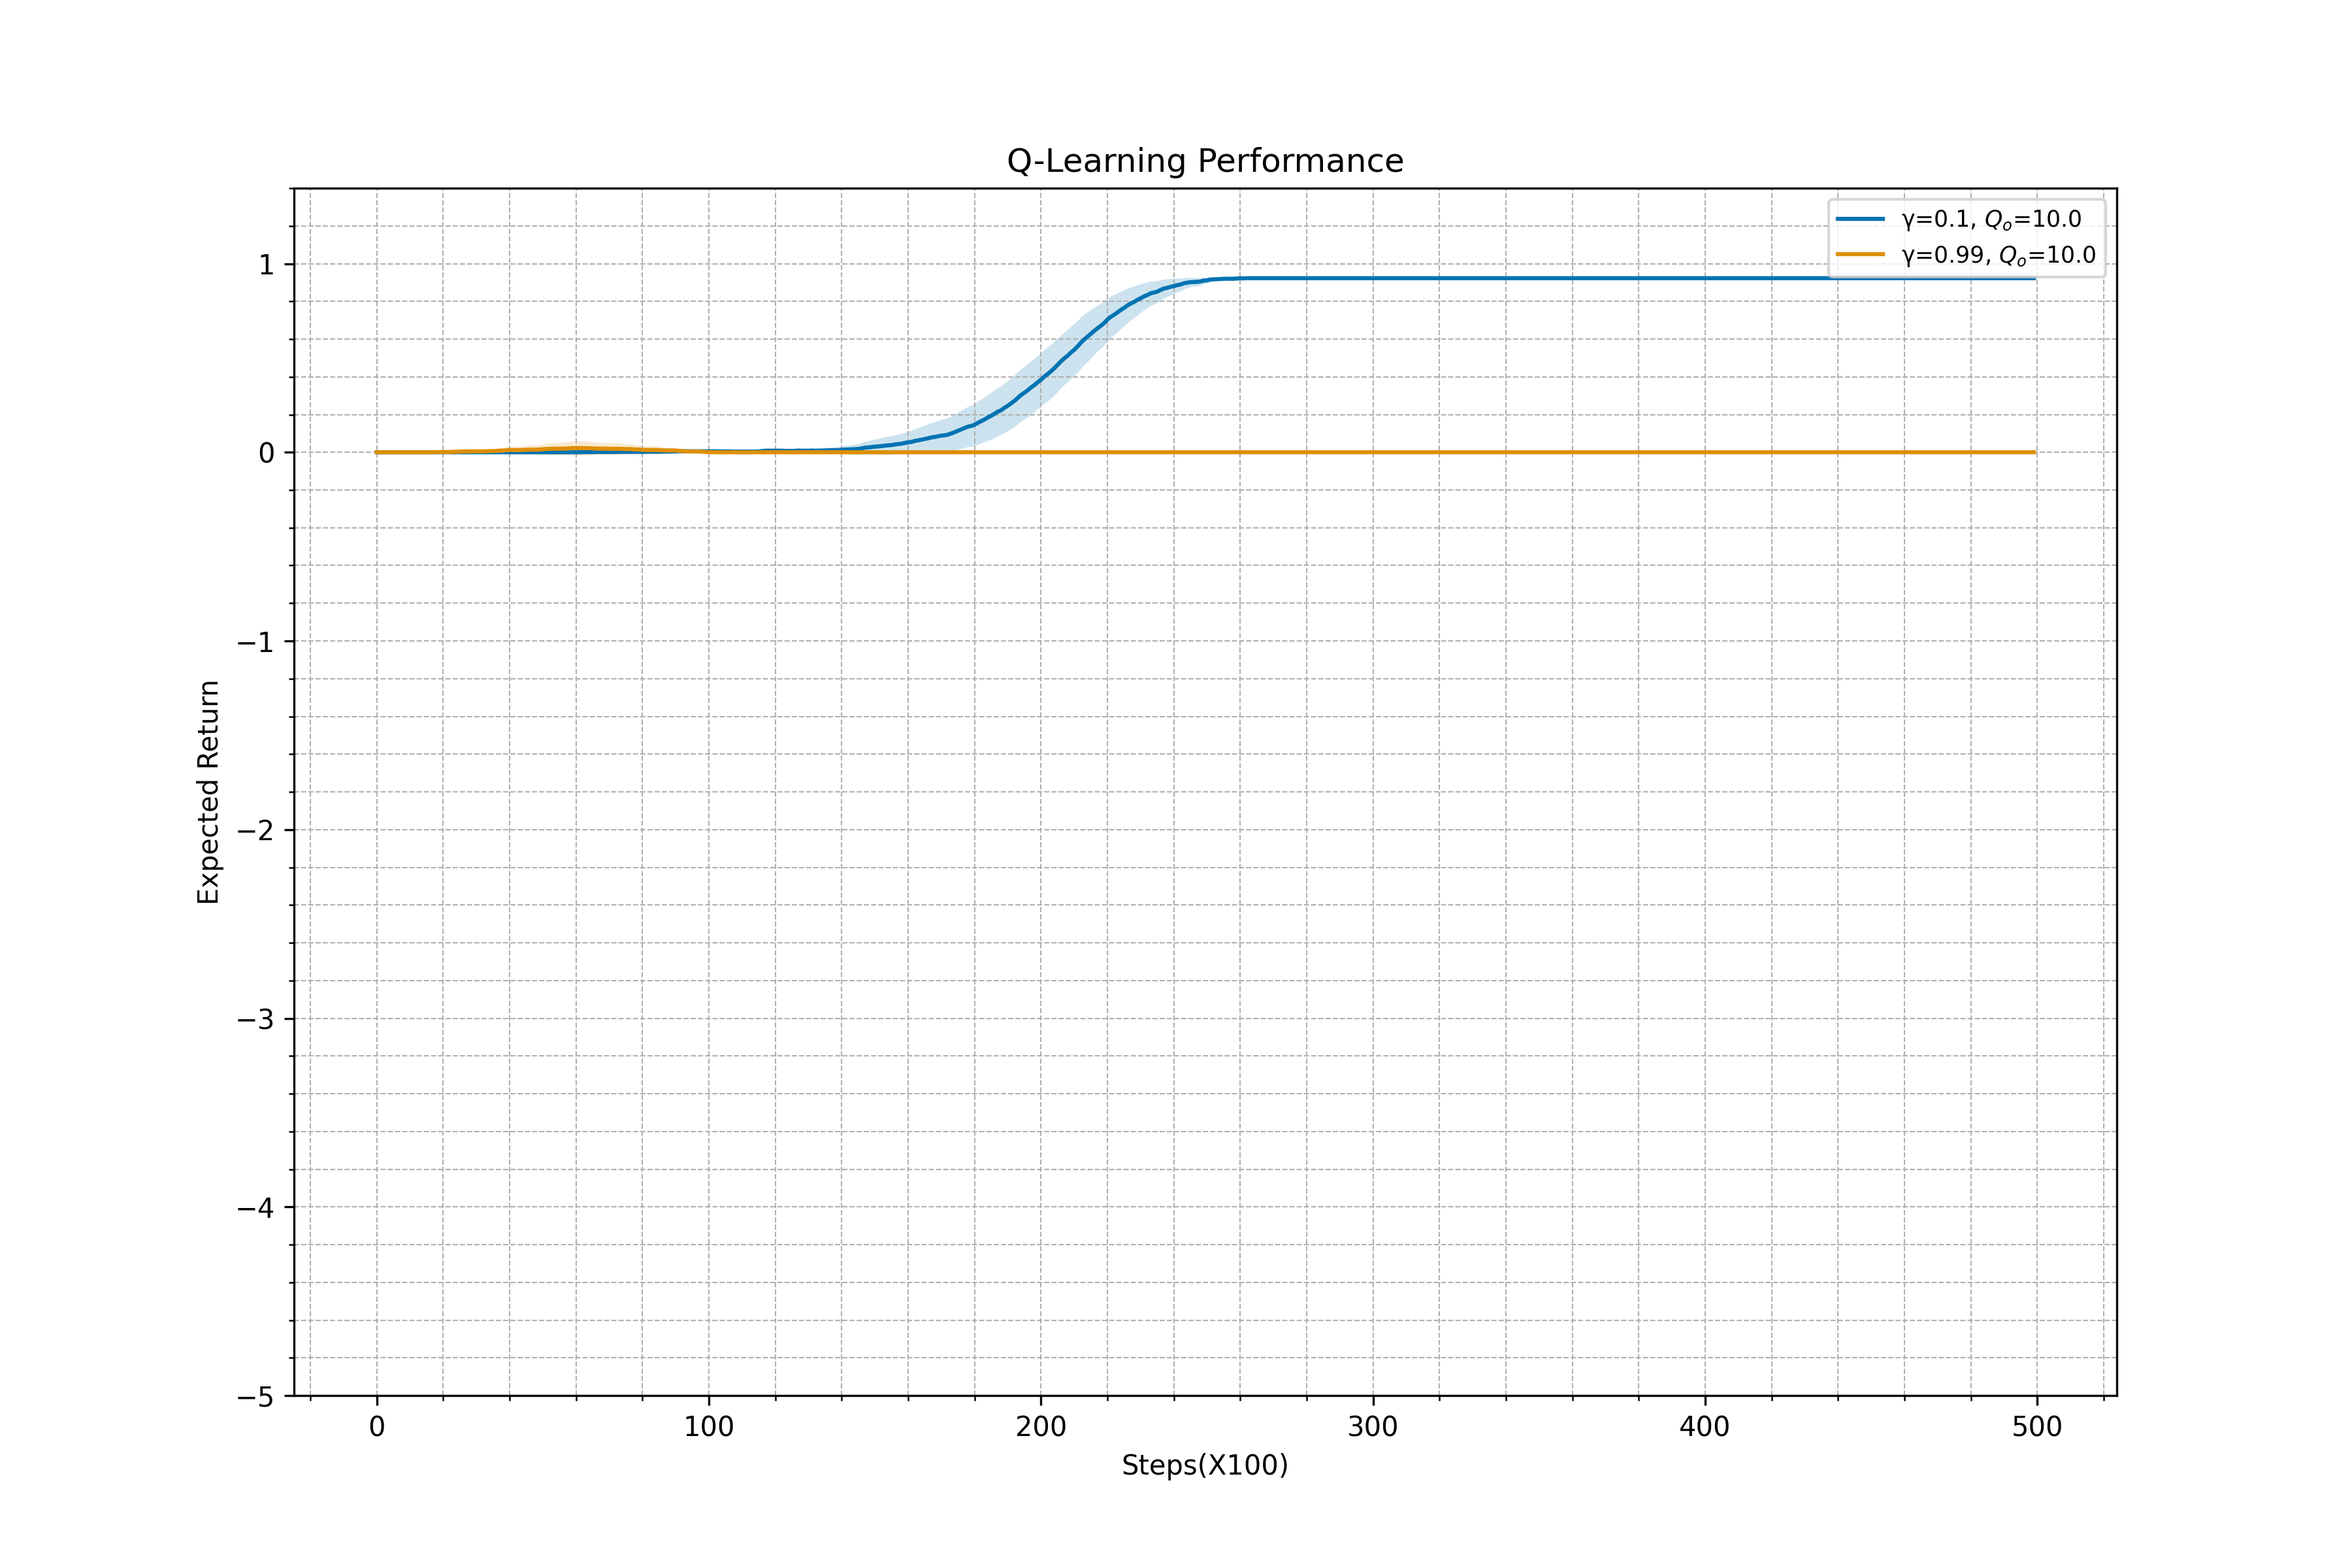 Q-Learning Performance
γ=0.1, Qₒ=10.0
γ=0.99, Qₒ=10.0
1
0
−1
−2
−3
−4
−5
Expected Return
0 100 200 300 400 500
Steps(X100)